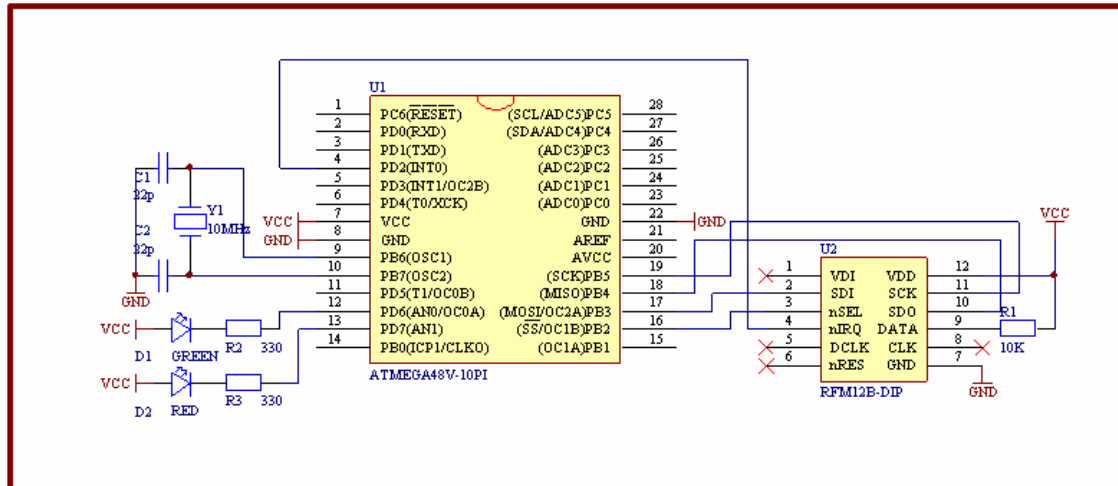 U1
1 PC6(RESET) (SCL/ADC5)PC5 28
2 PD0(RXD) (SDA/ADC4)PC4 27
3 PD1(TXD) (ADC3)PC3 26
4 PD2(INT0) (ADC2)PC2 25
5 PD3(INT1/OC2B) (ADC1)PC1 24
6 PD4(T0/XCK) (ADC0)PC0 23
VCC 7 VCC GND 22 GND
GND 8 GND AREF 21
9 PB6(OSC1) AVCC 20
10 PB7(OSC2) (SCK)PB5 19
11 PD5(T1/OC0B) (MISO)PB4 18
12 PD6(AN0/OC0A) (MOSI/OC2A)PB3 17
13 PD7(AN1) (SS/OC1B)PB2 16
14 PB0(ICP1/CLKO) (OC1A)PB1 15
ATMEGA48V-10PI
C1
22p
Y1
10MHz
C2
22p
GND
VCC
D1 GREEN R2 330
VCC
D2 RED R3 330
VCC
U2
1 VDI VDD 12
2 SDI SCK 11
3 nSEL SDO 10
4 nIRQ DATA 9
5 DCLK CLK 8
6 nRES GND 7
RFM12B-DIP
R1
10K
GND